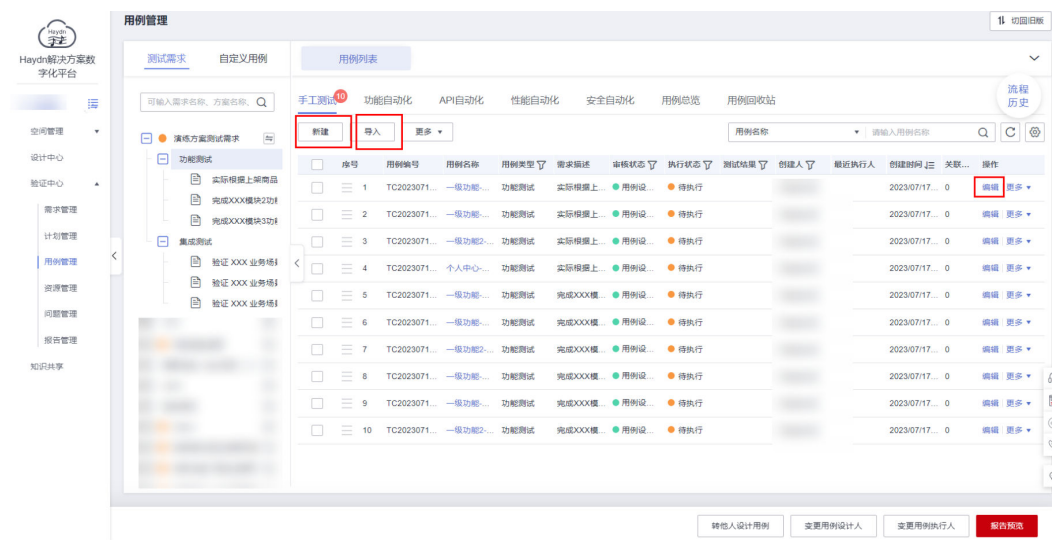 用例管理
切回旧版
Haydn
Haydn解决方案数
字化平台
测试需求 自定义用例
用例列表
流程
历史
可输入需求名称、方案名称、
手工测试 10 功能自动化 API自动化 性能自动化 安全自动化 用例总览 用例回收站
空间管理
设计中心
验证中心
需求管理
计划管理
用例管理
资源管理
问题管理
报告管理
知识共享
演练方案测试需求
功能测试
实际根据上架商品
完成XXX模块2功
完成XXX模块3功
集成测试
验证 XXX 业务场
验证 XXX 业务场
验证 XXX 业务场
新建 导入 更多 用例名称 请输入用例名称
序号 用例编号 用例名称 用例类型 需求描述 审核状态 执行状态 测试结果 创建人 最近执行人 创建时间 关联... 操作
1 TC2023071... 一级功能-... 功能测试 实际根据上... 用例设... 待执行 2023/07/17... 0 编辑 更多
2 TC2023071... 一级功能-... 功能测试 实际根据上... 用例设... 待执行 2023/07/17... 0 编辑 更多
3 TC2023071... 一级功能2-... 功能测试 实际根据上... 用例设... 待执行 2023/07/17... 0 编辑 更多
4 TC2023071... 个人中心-... 功能测试 实际根据上... 用例设... 待执行 2023/07/17... 0 编辑 更多
5 TC2023071... 一级功能-... 功能测试 完成XXX模... 用例设... 待执行 2023/07/17... 0 编辑 更多
6 TC2023071... 一级功能-... 功能测试 完成XXX模... 用例设... 待执行 2023/07/17... 0 编辑 更多
7 TC2023071... 一级功能2-... 功能测试 完成XXX模... 用例设... 待执行 2023/07/17... 0 编辑 更多
8 TC2023071... 一级功能-... 功能测试 完成XXX模... 用例设... 待执行 2023/07/17... 0 编辑 更多
9 TC2023071... 一级功能-... 功能测试 完成XXX模... 用例设... 待执行 2023/07/17... 0 编辑 更多
10 TC2023071... 一级功能2-... 功能测试 完成XXX模... 用例设... 待执行 2023/07/17... 0 编辑 更多
转他人设计用例 变更用例设计人 变更用例执行人 报告预览